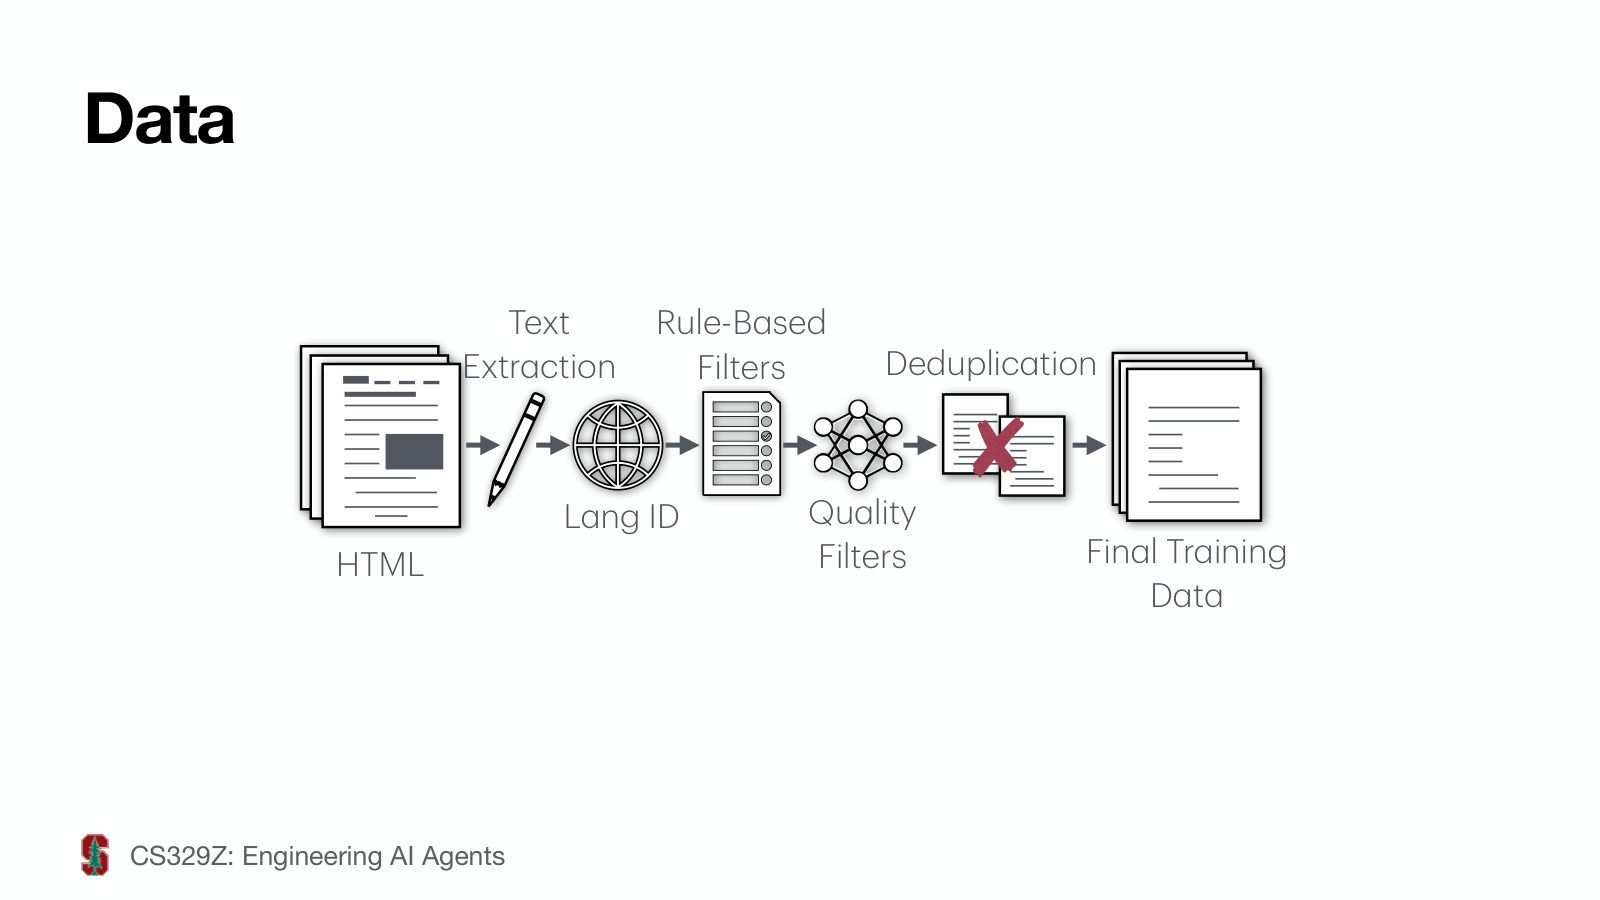 Data
Text
Extraction
Rule-Based
Filters
Deduplication
Lang ID
Quality
Filters
HTML
Final Training
Data
CS329Z: Engineering AI Agents